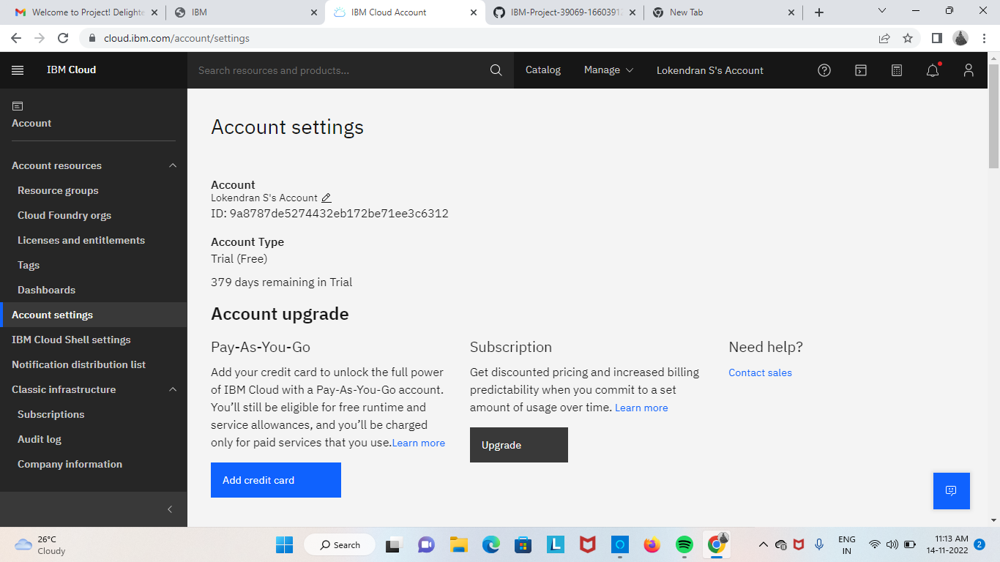 Welcome to Project! Delighte
IBM
IBM Cloud Account
IBM-Project-39069-1660391
New Tab
cloud.ibm.com/account/settings
IBM Cloud
Search resources and products...
Catalog
Manage
Lokendran S's Account
Account
Account resources
Resource groups
Cloud Foundry orgs
Licenses and entitlements
Tags
Dashboards
Account settings
IBM Cloud Shell settings
Notification distribution list
Classic infrastructure
Subscriptions
Audit log
Company information
Account settings
Account
Lokendran S's Account
ID: 9a8787de5274432eb172be71ee3c6312
Account Type
Trial (Free)
379 days remaining in Trial
Account upgrade
Pay-As-You-Go
Add your credit card to unlock the full power
of IBM Cloud with a Pay-As-You-Go account.
You’ll still be eligible for free runtime and
service allowances, and you’ll be charged
only for paid services that you use.Learn more
Add credit card
Subscription
Get discounted pricing and increased billing
predictability when you commit to a set
amount of usage over time. Learn more
Upgrade
Need help?
Contact sales
26°C
Cloudy
Search
L
ENG
IN
11:13 AM
14-11-2022
2